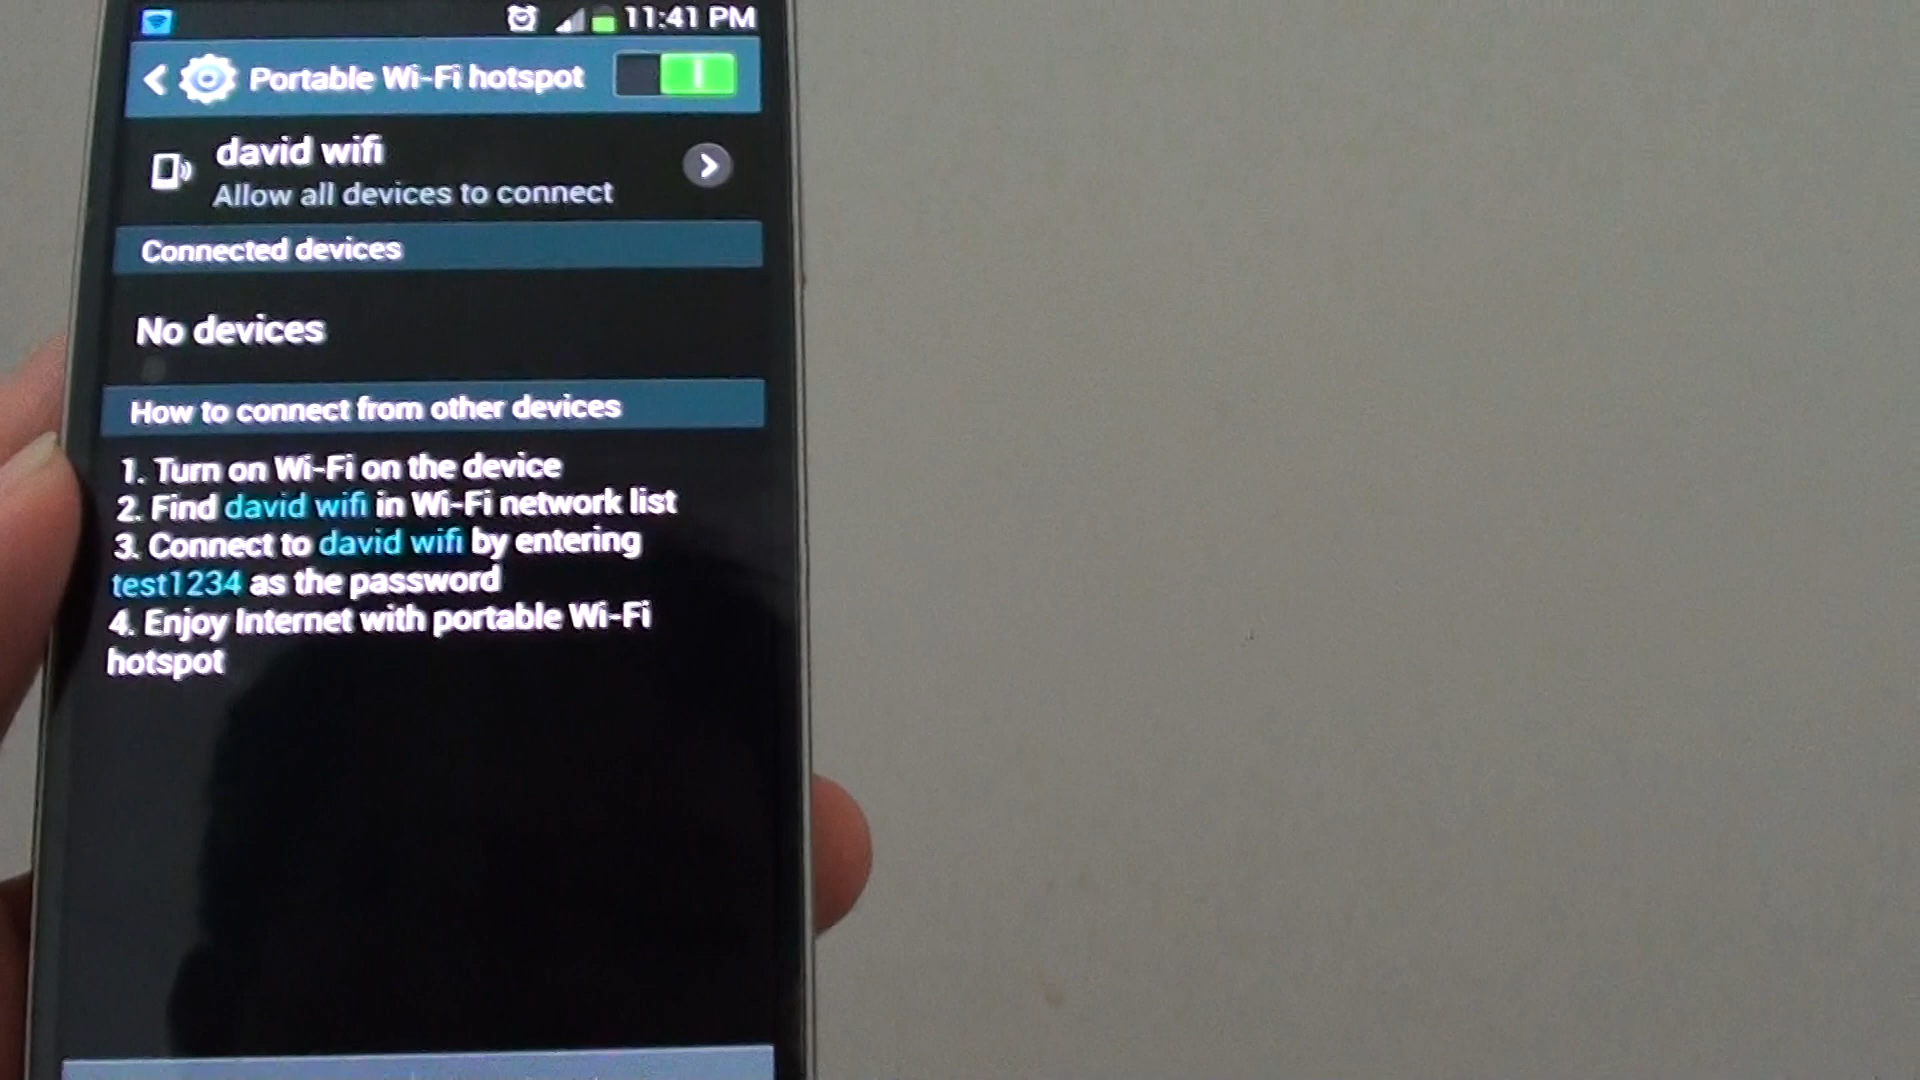 11:41 PM
Portable Wi-Fi hotspot
david wifi
Allow all devices to connect
Connected devices
No devices
How to connect from other devices
1. Turn on Wi-Fi on the device
2. Find david wifi in Wi-Fi network list
3. Connect to david wifi by entering
test1234 as the password
4. Enjoy Internet with portable Wi-Fi
hotspot